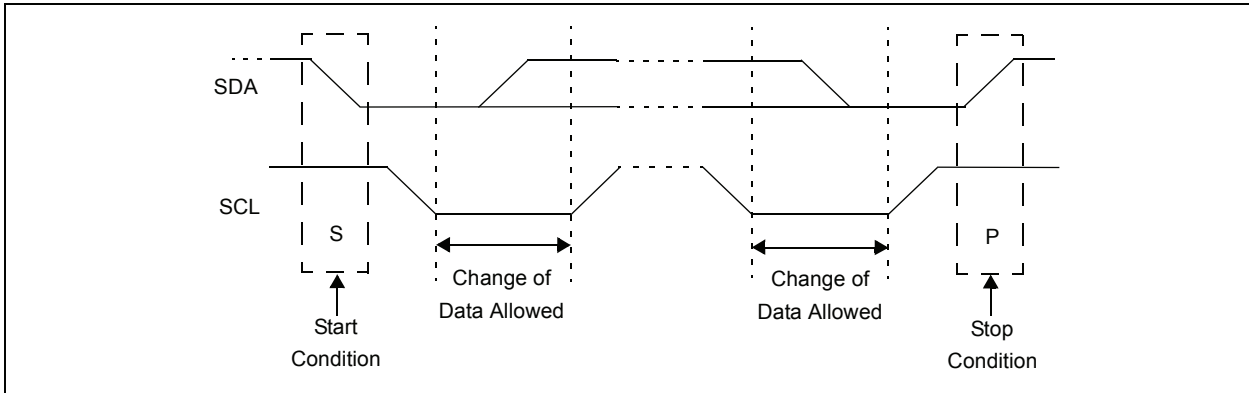 SDA
SCL
S
P
Change of
Data Allowed
Change of
Data Allowed
Start
Condition
Stop
Condition